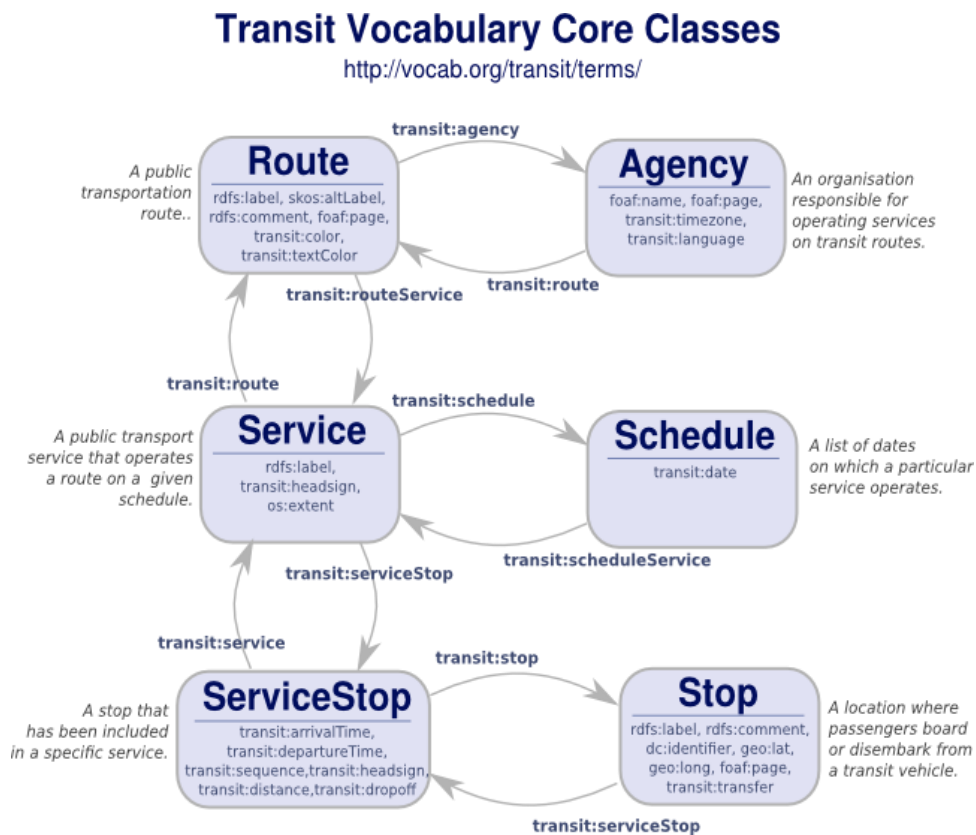 Transit Vocabulary Core Classes
http://vocab.org/transit/terms/
transit:agency
Route
rdfs:label, skos:altLabel,
rdfs:comment, foaf:page,
transit:color,
transit:textColor
A public
transportation
route..
Agency
foaf:name, foaf:page,
transit:timezone,
transit:language
An organisation
responsible for
operating services
on transit routes.
transit:routeService
transit:route
transit:route
transit:schedule
Service
rdfs:label,
transit:headsign,
os:extent
A public transport
service that operates
a route on a  given
schedule.
Schedule
transit:date
A list of dates
on which a particular
service operates.
transit:serviceStop
transit:scheduleService
transit:service
transit:stop
ServiceStop
transit:arrivalTime,
transit:departureTime,
transit:sequence,transit:headsign,
transit:distance,transit:dropoff
A stop that
has been included
in a specific service.
Stop
rdfs:label, rdfs:comment,
dc:identifier, geo:lat,
geo:long, foaf:page,
transit:transfer
A location where
passengers board
or disembark from
a transit vehicle.
transit:serviceStop